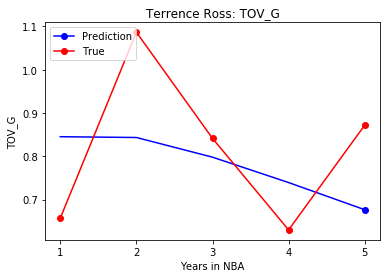 Terrence Ross: TOV_G
Prediction
True
1.1
1.0
0.9
0.8
0.7
TOV_G
1 2 3 4 5
Years in NBA